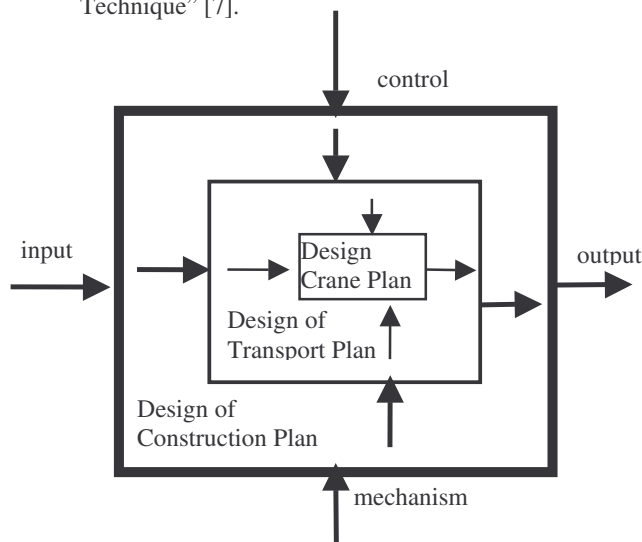 Technique” [7].
control
input
Design
Crane Plan
output
Design of
Transport Plan
Design of
Construction Plan
mechanism